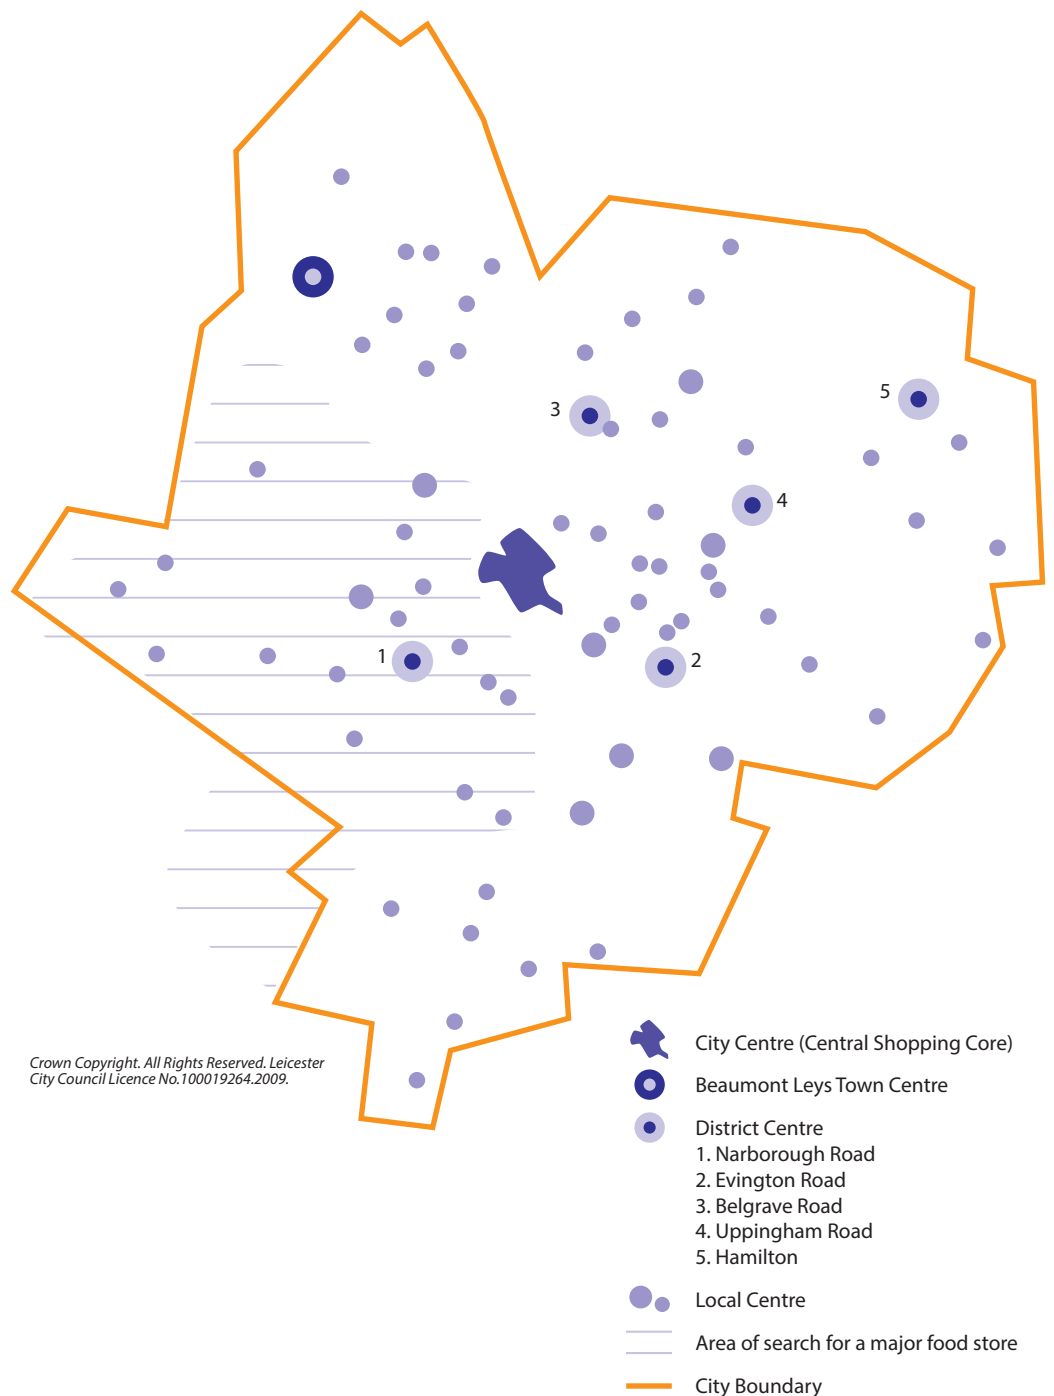 5
3
4
1
2
Crown Copyright. All Rights Reserved. Leicester
City Council Licence No.100019264.2009.
City Centre (Central Shopping Core)
Beaumont Leys Town Centre
District Centre
1. Narborough Road
2. Evington Road
3. Belgrave Road
4. Uppingham Road
5. Hamilton
Local Centre
Area of search for a major food store
City Boundary